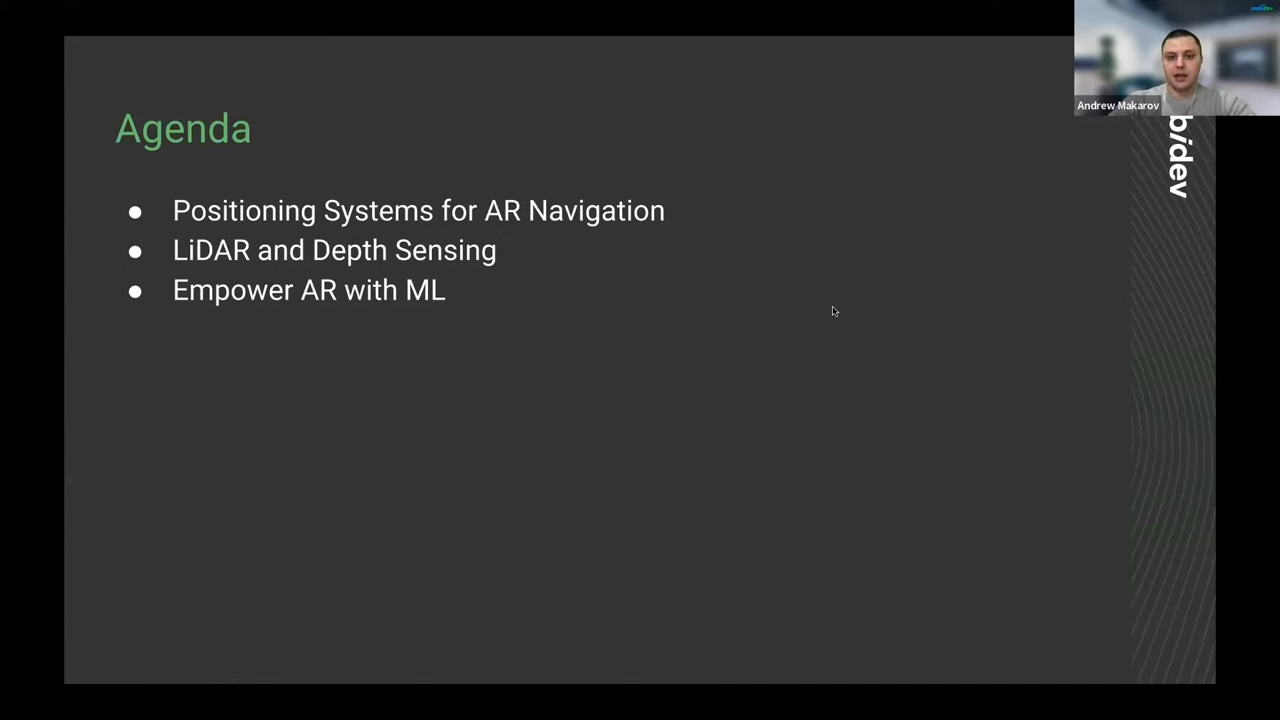 Agenda
● Positioning Systems for AR Navigation
● LiDAR and Depth Sensing
● Empower AR with ML
Andrew Makarov
bidev